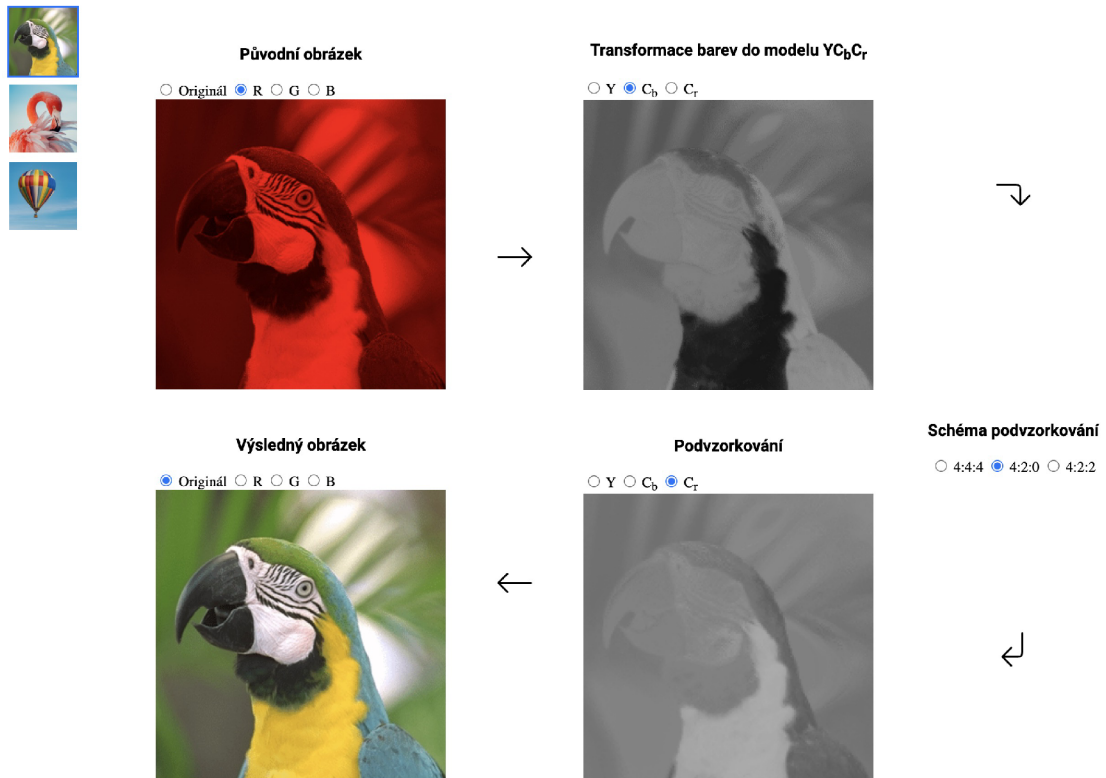 Původní obrázek
Originál R G B
Transformace barev do modelu YCbCr
Y Cb Cr
Schéma podvzorkování
4:4:4 4:2:0 4:2:2
Podvzorkování
Y Cb Cr
Výsledný obrázek
Originál R G B